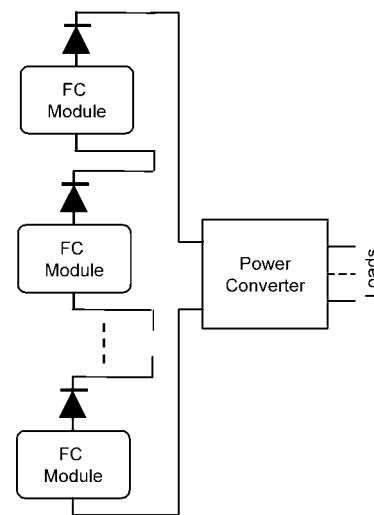 FC
Module
FC
Module
Power
Converter
Loads
FC
Module